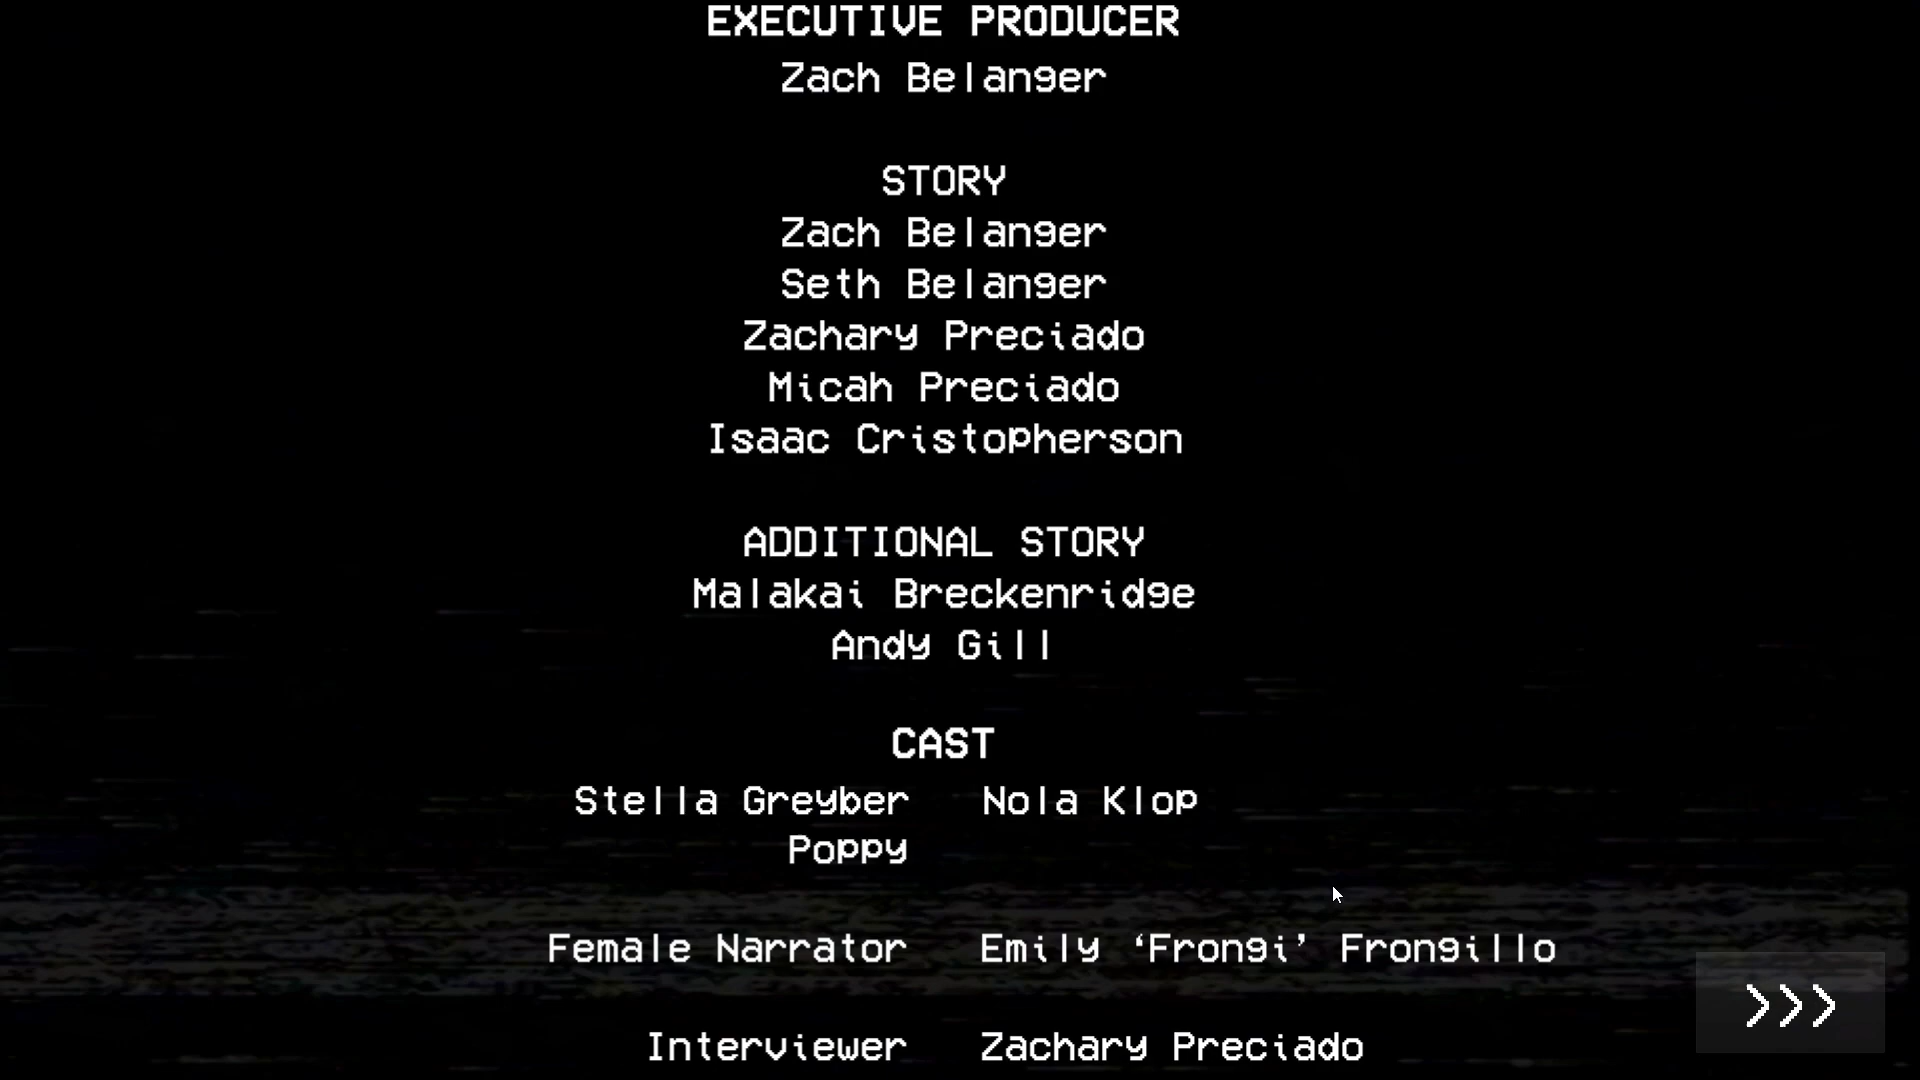 EXECUTIVE PRODUCER
Zach Belanger
STORY
Zach Belanger
Seth Belanger
Zachary Preciado
Micah Preciado
Isaac Cristopherson
ADDITIONAL STORY
Malakai Breckenridge
Andy Gill
CAST
Stella Greyber Nola Klop
Poppy
Female Narrator Emily ‘Frongi’ Frongillo
Interviewer Zachary Preciado
>>>